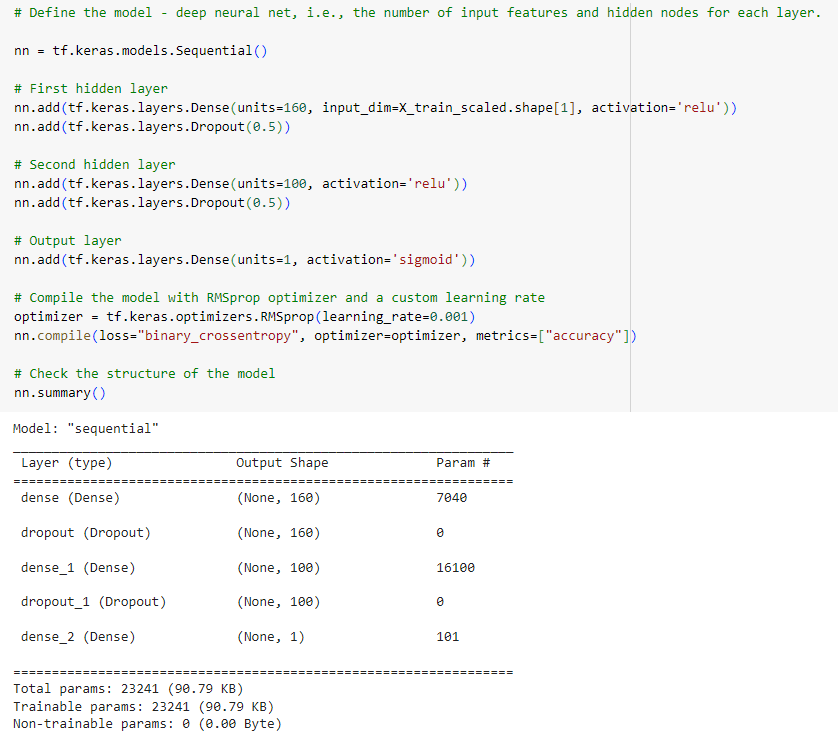 # Define the model - deep neural net, i.e., the number of input features and hidden nodes for each layer.
nn = tf.keras.models.Sequential()
# First hidden layer
nn.add(tf.keras.layers.Dense(units=160, input_dim=X_train_scaled.shape[1], activation='relu'))
nn.add(tf.keras.layers.Dropout(0.5))
# Second hidden layer
nn.add(tf.keras.layers.Dense(units=100, activation='relu'))
nn.add(tf.keras.layers.Dropout(0.5))
# Output layer
nn.add(tf.keras.layers.Dense(units=1, activation='sigmoid'))
# Compile the model with RMSprop optimizer and a custom learning rate
optimizer = tf.keras.optimizers.RMSprop(learning_rate=0.001)
nn.compile(loss="binary_crossentropy", optimizer=optimizer, metrics=["accuracy"])
# Check the structure of the model
nn.summary()
Model: "sequential"
_________________________________________________________________
Layer (type) Output Shape Param #
=================================================================
dense (Dense) (None, 160) 7040
dropout (Dropout) (None, 160) 0
dense_1 (Dense) (None, 100) 16100
dropout_1 (Dropout) (None, 100) 0
dense_2 (Dense) (None, 1) 101
=================================================================
Total params: 23241 (90.79 KB)
Trainable params: 23241 (90.79 KB)
Non-trainable params: 0 (0.00 Byte)